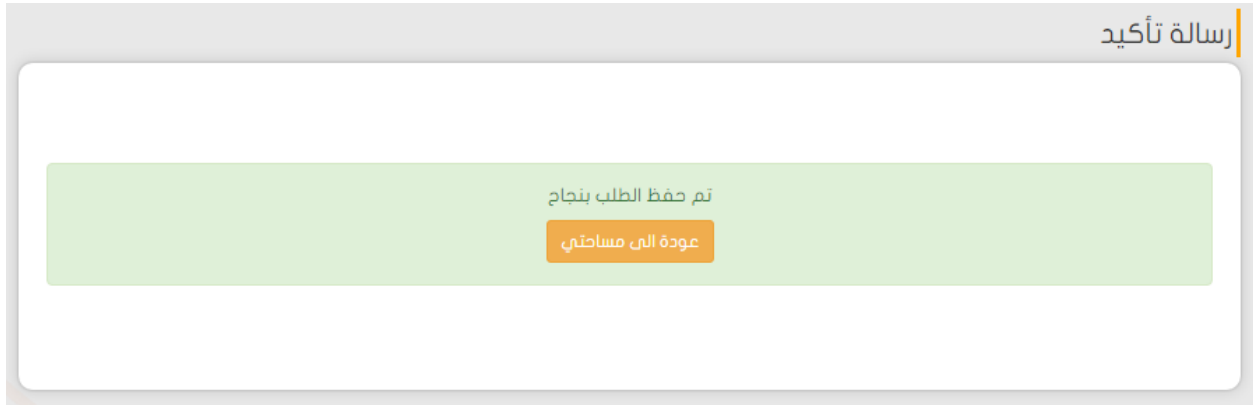 رسالة تأكيد
تم حفظ الطلب بنجاح
عودة الى مساحتي